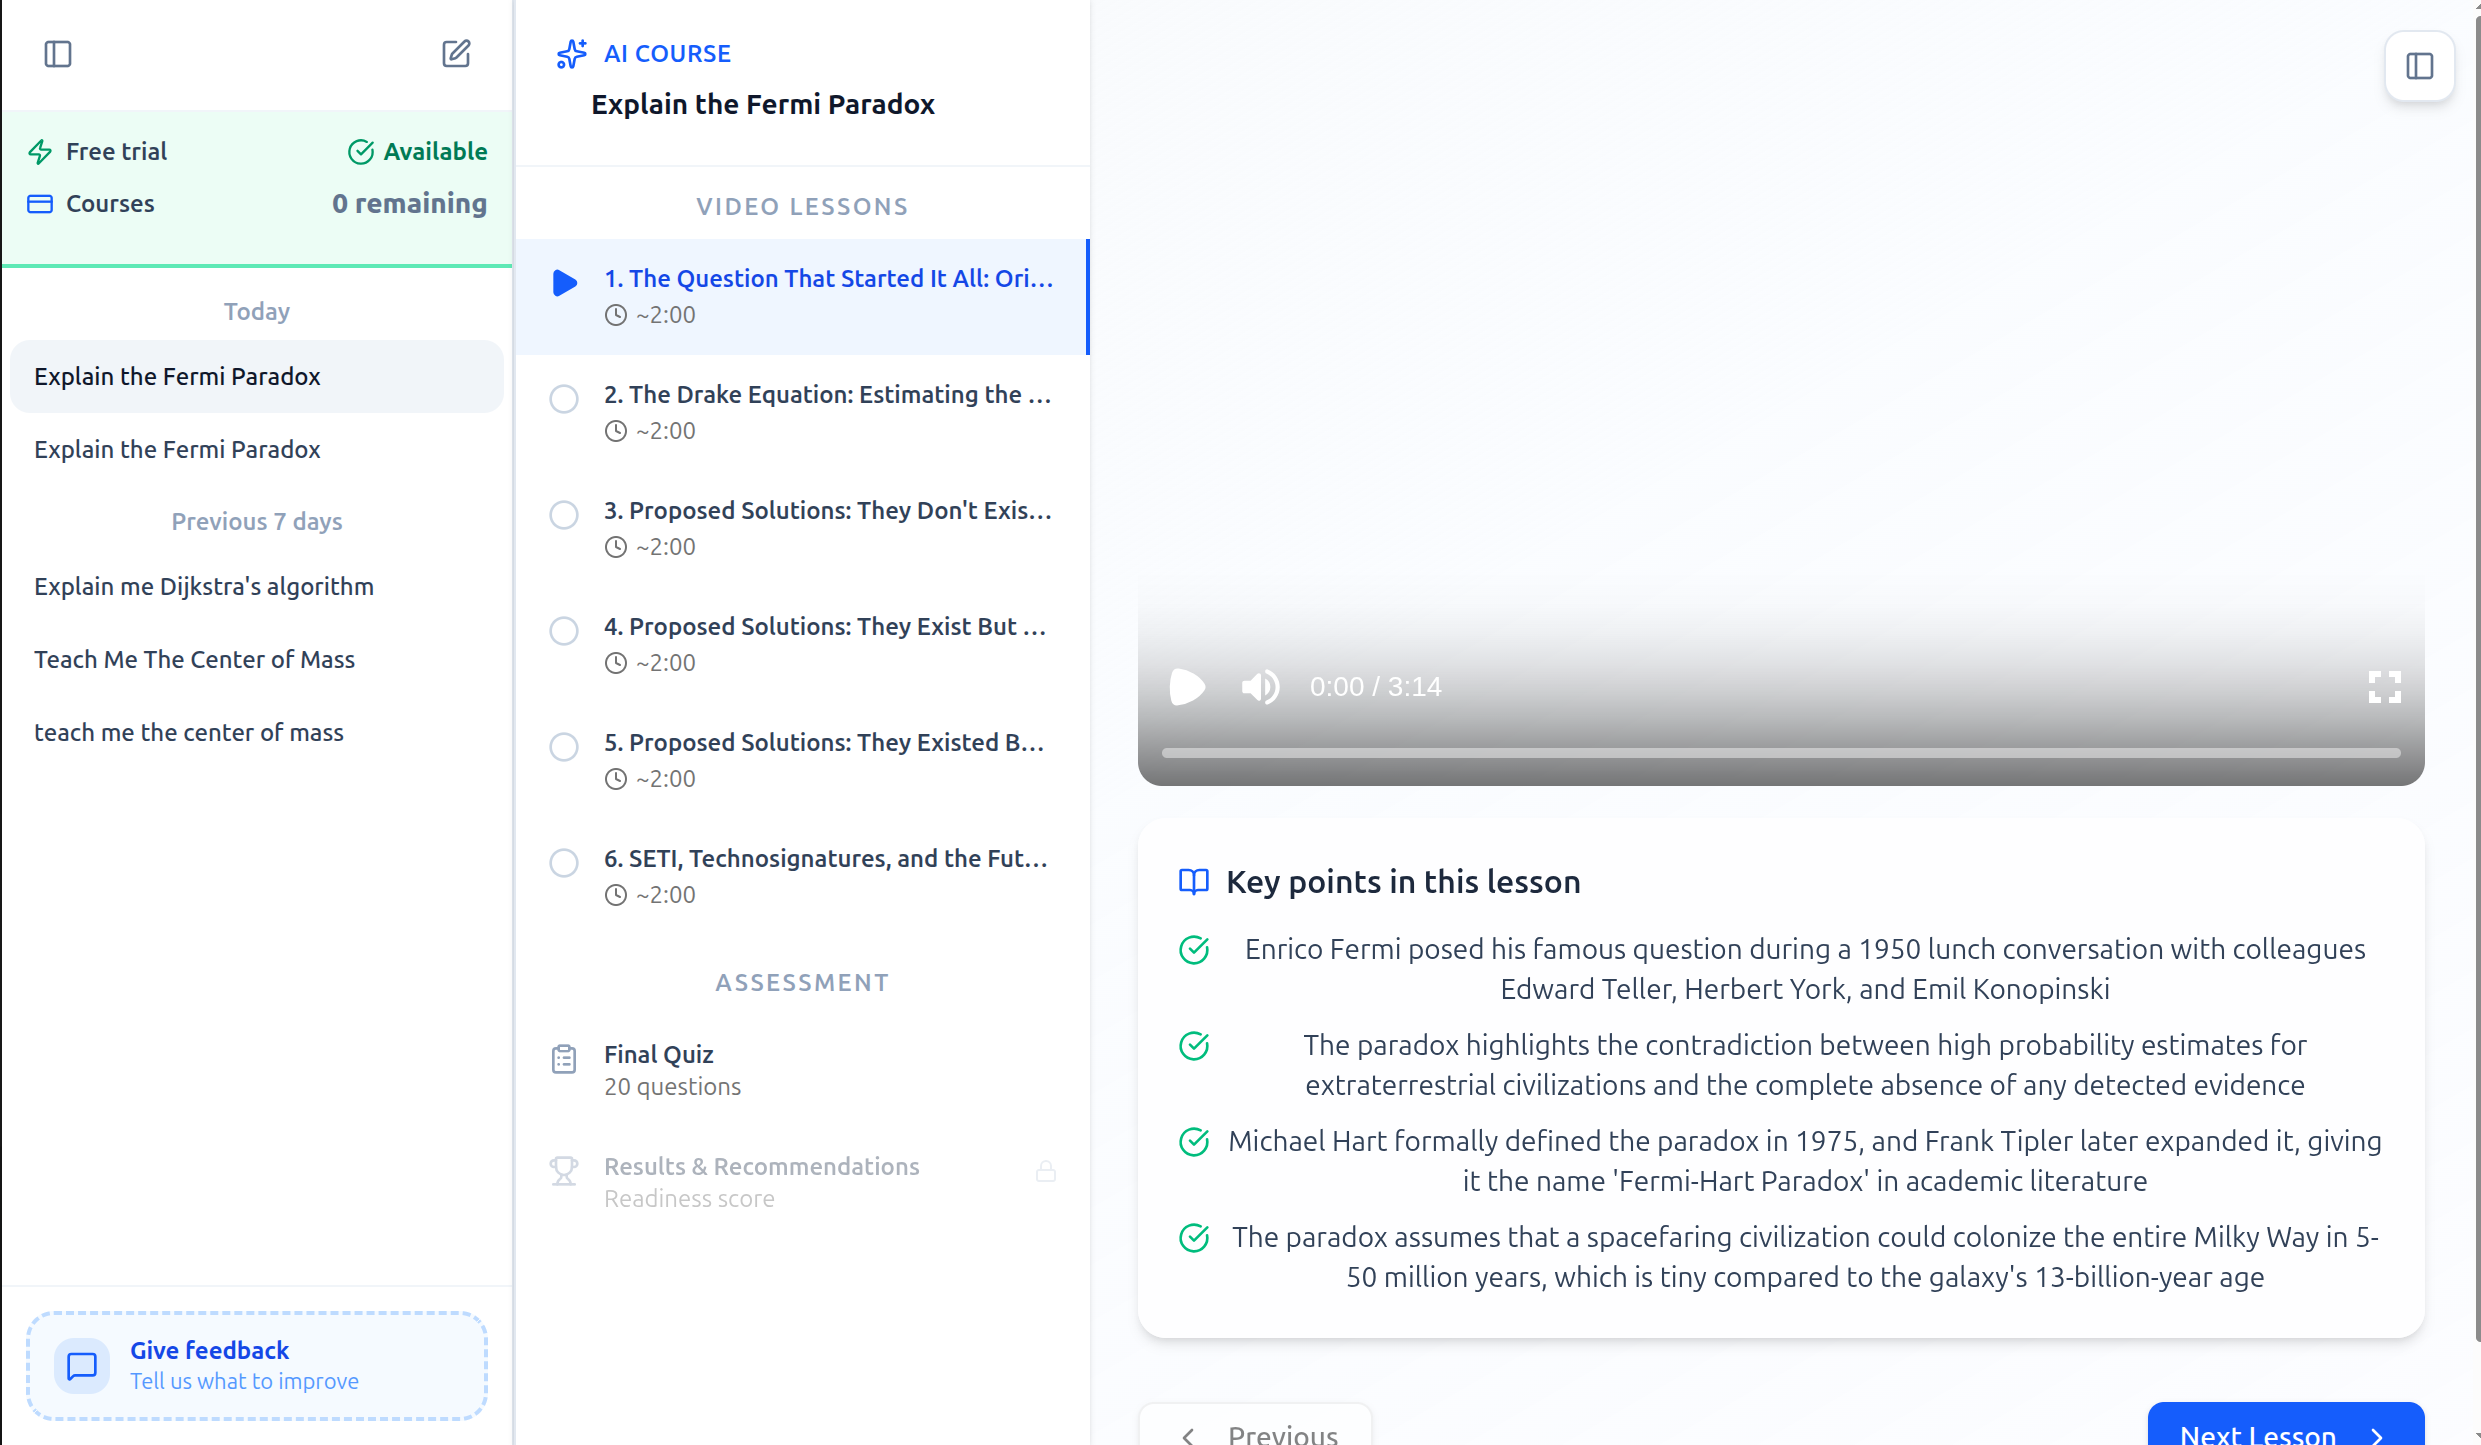 Free trial
Available
Courses
0 remaining
Today
Explain the Fermi Paradox
Explain the Fermi Paradox
Previous 7 days
Explain me Dijkstra's algorithm
Teach Me The Center of Mass
teach me the center of mass
Give feedback
Tell us what to improve
AI COURSE
Explain the Fermi Paradox
VIDEO LESSONS
1. The Question That Started It All: Ori...
~2:00
2. The Drake Equation: Estimating the ...
~2:00
3. Proposed Solutions: They Don't Exis...
~2:00
4. Proposed Solutions: They Exist But ...
~2:00
5. Proposed Solutions: They Existed B...
~2:00
6. SETI, Technosignatures, and the Fut...
~2:00
ASSESSMENT
Final Quiz
20 questions
Results & Recommendations
Readiness score
0:00 / 3:14
Key points in this lesson
Enrico Fermi posed his famous question during a 1950 lunch conversation with colleagues
Edward Teller, Herbert York, and Emil Konopinski
The paradox highlights the contradiction between high probability estimates for
extraterrestrial civilizations and the complete absence of any detected evidence
Michael Hart formally defined the paradox in 1975, and Frank Tipler later expanded it, giving
it the name 'Fermi-Hart Paradox' in academic literature
The paradox assumes that a spacefaring civilization could colonize the entire Milky Way in 5-
50 million years, which is tiny compared to the galaxy's 13-billion-year age
Previous
Next Lesson